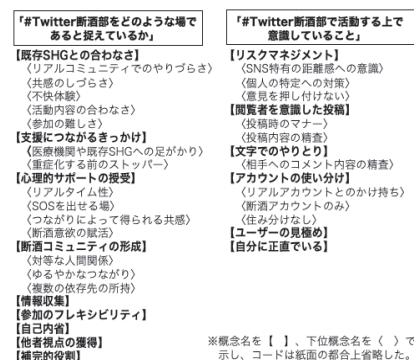 「#Twitter断酒部をどのような場で
あると捉えているか」
【既存SHGとの合わなさ】
〈リアルコミュニティでのやりづらさ〉
〈共感のしづらさ〉
〈不快体験〉
〈活動内容の合わなさ〉
〈参加の難しさ〉
【支援につながるきっかけ】
〈医療機関や既存SHGへの足がかり〉
〈重症化する前のストッパー〉
【心理的サポートの授受】
〈リアルタイム性〉
〈SOSを出せる場〉
〈つながりによって得られる共感〉
〈断酒意欲の賦活〉
【断酒コミュニティの形成】
〈対等な人間関係〉
〈ゆるやかなつながり〉
〈複数の依存先の所持〉
【情報収集】
【参加のフレキシビリティ】
【自己内省】
【他者視点の獲得】
【補完的役割】
「#Twitter断酒部で活動する上で
意識していること」
【リスクマネジメント】
〈SNS特有の距離感への意識〉
〈個人の特定への対策〉
〈意見を押し付けない〉
【閲覧者を意識した投稿】
〈投稿時のマナー〉
〈投稿内容の精査〉
【文字でのやりとり】
〈相手へのコメント内容の精査〉
【アカウントの使い分け】
〈リアルアカウントとのかけ持ち〉
〈断酒アカウントのみ〉
〈住み分けなし〉
【ユーザーの見極め】
【自分に正直でいる】
※概念名を【 】、下位概念名を〈 〉で
示し、コードは紙面の都合上省略した。